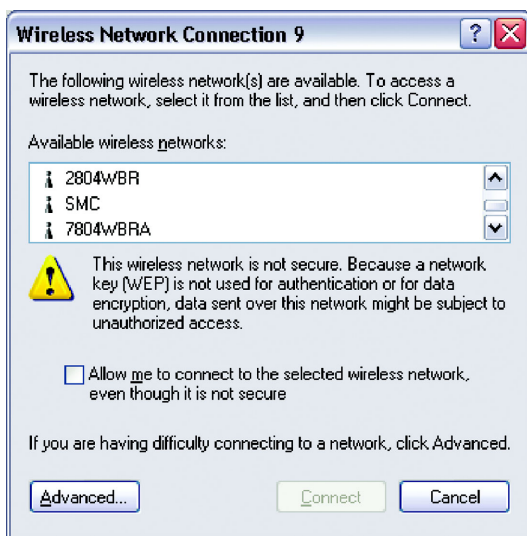 Wireless Network Connection 9
The following wireless network(s) are available. To access a
wireless network, select it from the list, and then click Connect.
Available wireless networks:
2804WBR
SMC
7804WBRA
This wireless network is not secure. Because a network
key (WEP) is not used for authentication or for data
encryption, data sent over this network might be subject to
unauthorized access.
Allow me to connect to the selected wireless network,
even though it is not secure
If you are having difficulty connecting to a network, click Advanced.
Advanced...
Connect
Cancel